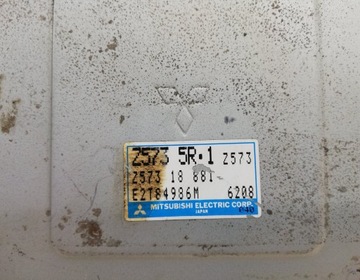 Z573 5R·1 Z573
Z573 18 881
E2T84986M 6208
MITSUBISHI ELECTRIC CORP.
JAPAN